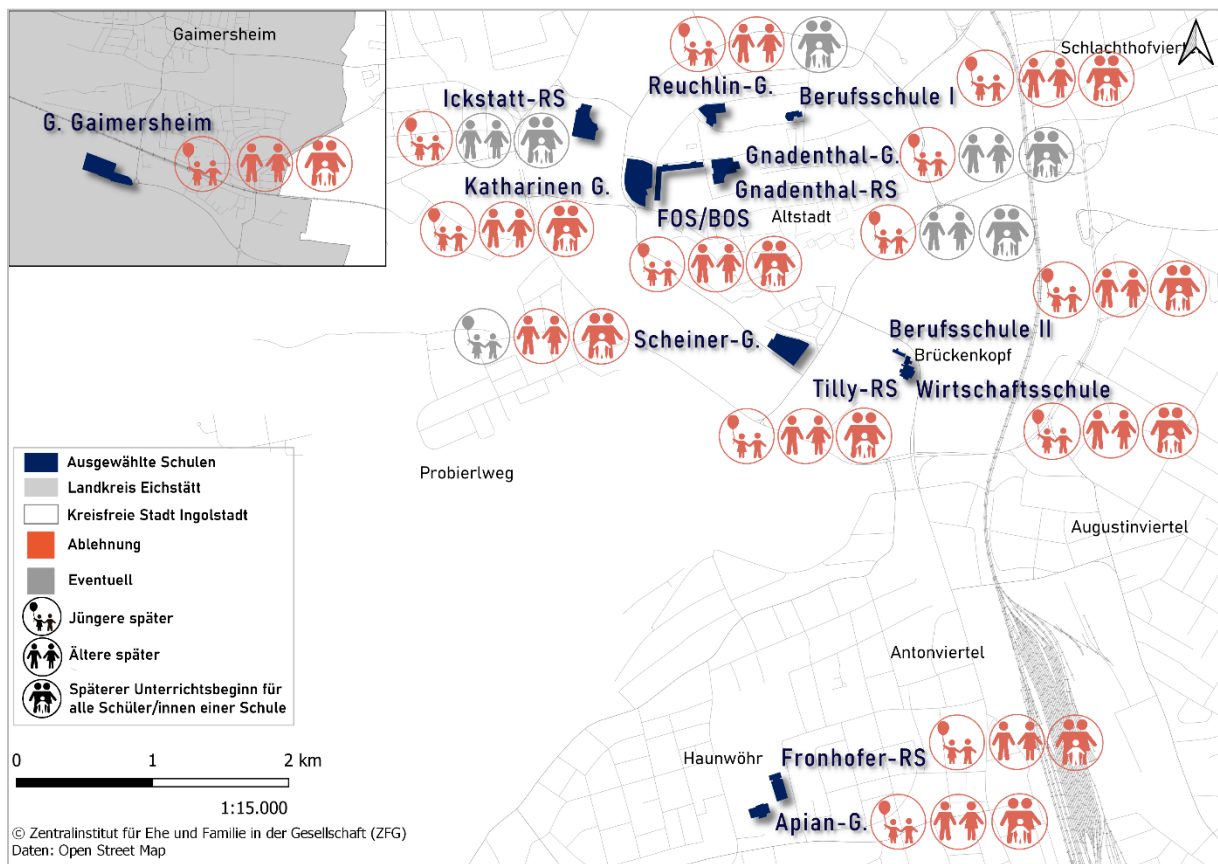 Gaimersheim
G. Gaimersheim
Schlachthofviert
Reuchlin-G.
Berufsschule I
Ickstatt-RS
Gnadenthal-G.
Katharinen G.
Gnadenthal-RS
FOS/BOS
Altstadt
Scheiner-G.
Berufsschule II
Brückenkopf
Tilly-RS
Wirtschaftsschule
Probierlweg
Augustinviertel
Antonviertel
Haunwöhr
Fronhofer-RS
Apian-G.
Ausgewählte Schulen
Landkreis Eichstätt
Kreisfreie Stadt Ingolstadt
Ablehnung
Eventuell
Jüngere später
Ältere später
Späterer Unterrichtsbeginn für
alle Schüler/innen einer Schule
0 1 2 km
1:15.000
© Zentralinstitut für Ehe und Familie in der Gesellschaft (ZFG)
Daten: Open Street Map